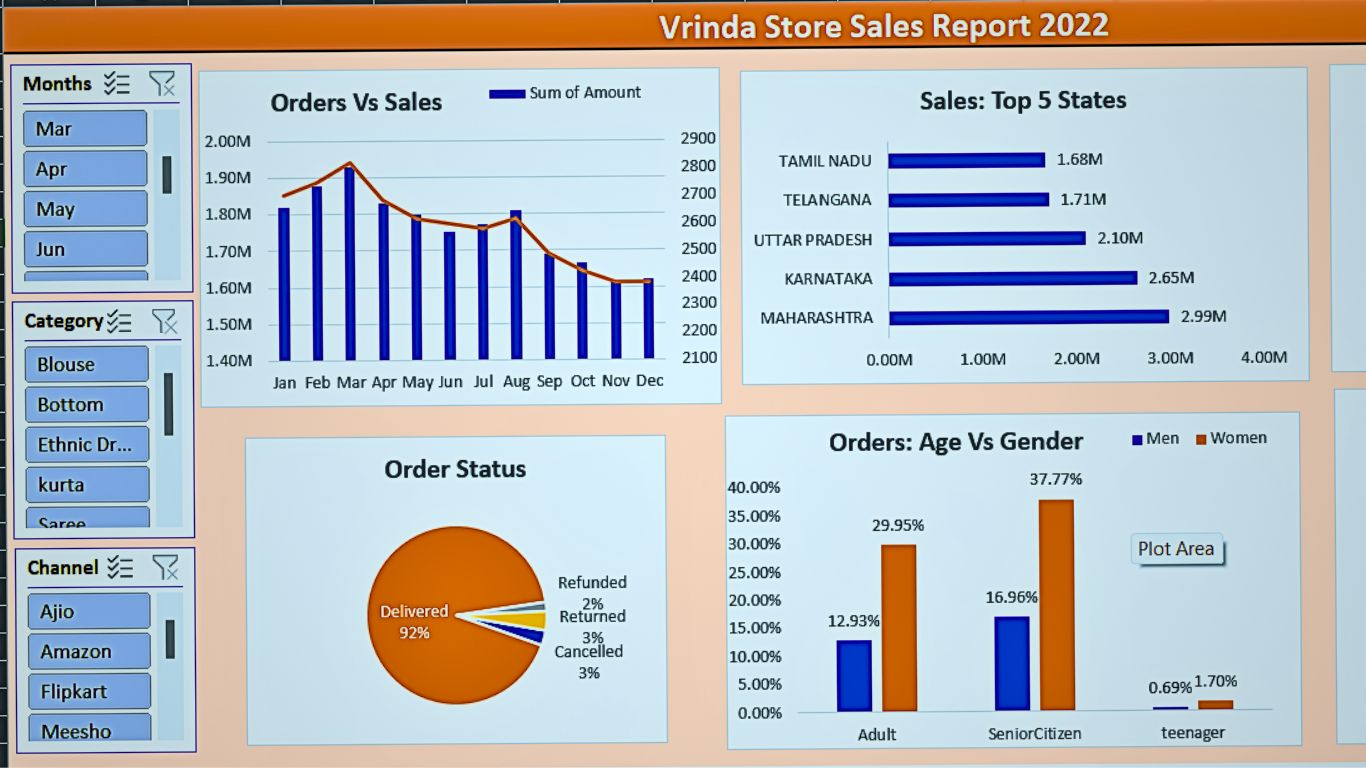 Vrinda Store Sales Report 2022
Months
Mar
Apr
May
Jun
Category
Blouse
Bottom
Ethnic Dr...
kurta
Saree
Channel
Ajio
Amazon
Flipkart
Meesho
Orders Vs Sales
Sum of Amount
2.00M
1.90M
1.80M
1.70M
1.60M
1.50M
1.40M
2900
2800
2700
2600
2500
2400
2300
2200
2100
Jan Feb Mar Apr May Jun Jul Aug Sep Oct Nov Dec
Sales: Top 5 States
TAMIL NADU 1.68M
TELANGANA 1.71M
UTTAR PRADESH 2.10M
KARNATAKA 2.65M
MAHARASHTRA 2.99M
0.00M 1.00M 2.00M 3.00M 4.00M
Order Status
Delivered
92%
Refunded
2%
Returned
3%
Cancelled
3%
Orders: Age Vs Gender
Men Women
40.00%
35.00%
30.00%
25.00%
20.00%
15.00%
10.00%
5.00%
0.00%
12.93%
29.95%
16.96%
37.77%
0.69%
1.70%
Plot Area
Adult SeniorCitizen teenager